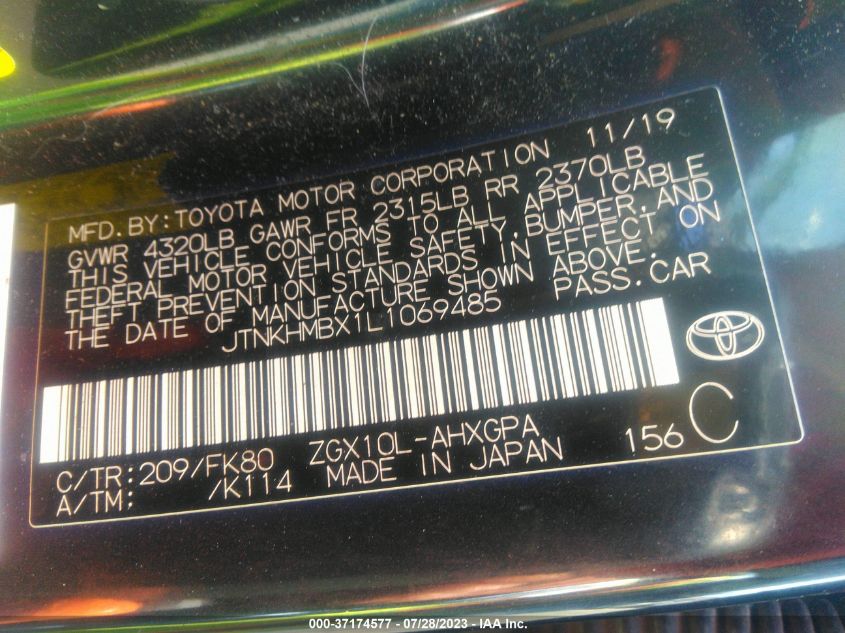 MFD.BY:TOYOTA MOTOR CORPORATION 11/19
GVWR 4320LB GAWR FR 2315LB RR 2370LB
THIS VEHICLE CONFORMS TO ALL APPLICABLE
FEDERAL MOTOR VEHICLE SAFETY,BUMPER,AND
THEFT PREVENTION STANDARDS IN EFFECT ON
THE DATE OF MANUFACTURE SHOWN ABOVE.
JTNKHMBX1L1069485 PASS.CAR
C/TR:209/FK80 ZGX10L-AHXGPA 156 C
A/TM: /K114 MADE IN JAPAN
000-37174577 - 07/28/2023 - IAA Inc.